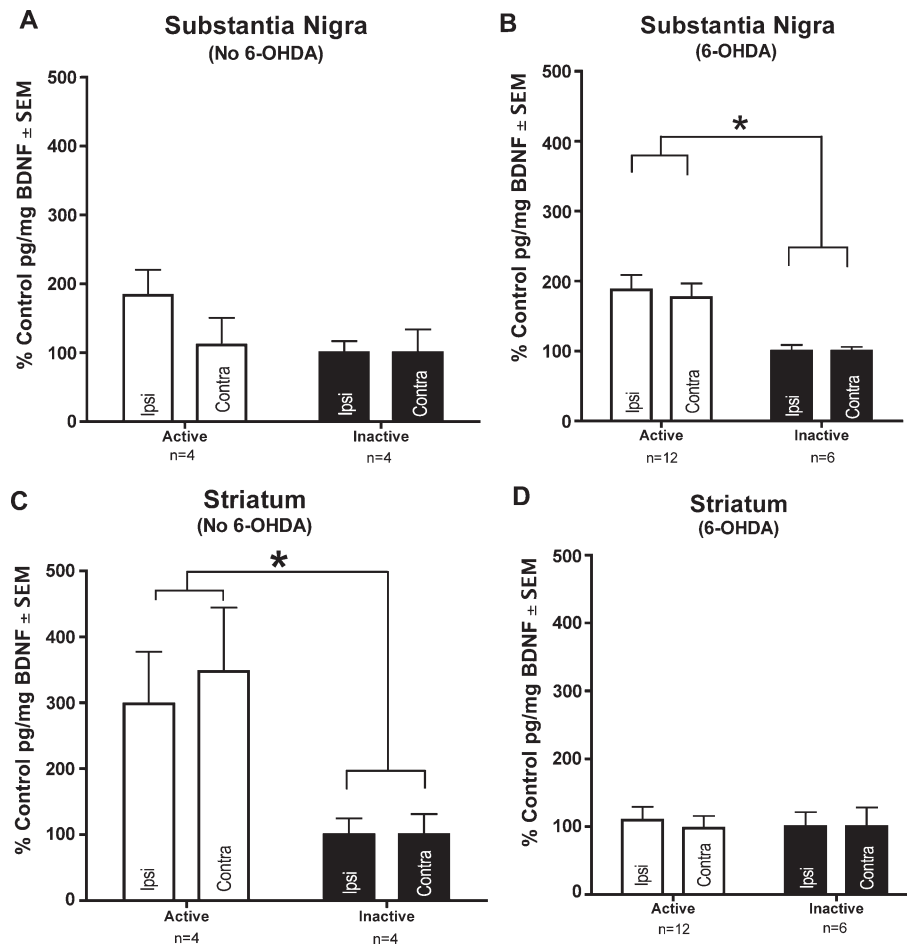 A
Substantia Nigra
(No 6-OHDA)
% Control pg/mg BDNF ± SEM
500
400
300
200
100
0
Ipsi
Contra
Ipsi
Contra
Active
Inactive
n=4
n=4
B
Substantia Nigra
(6-OHDA)
% Control pg/mg BDNF ± SEM
500
400
300
200
100
0
*
Ipsi
Contra
Ipsi
Contra
Active
Inactive
n=12
n=6
C
Striatum
(No 6-OHDA)
% Control pg/mg BDNF ± SEM
500
400
300
200
100
0
*
Ipsi
Contra
Ipsi
Contra
Active
Inactive
n=4
n=4
D
Striatum
(6-OHDA)
% Control pg/mg BDNF ± SEM
500
400
300
200
100
0
Ipsi
Contra
Ipsi
Contra
Active
Inactive
n=12
n=6